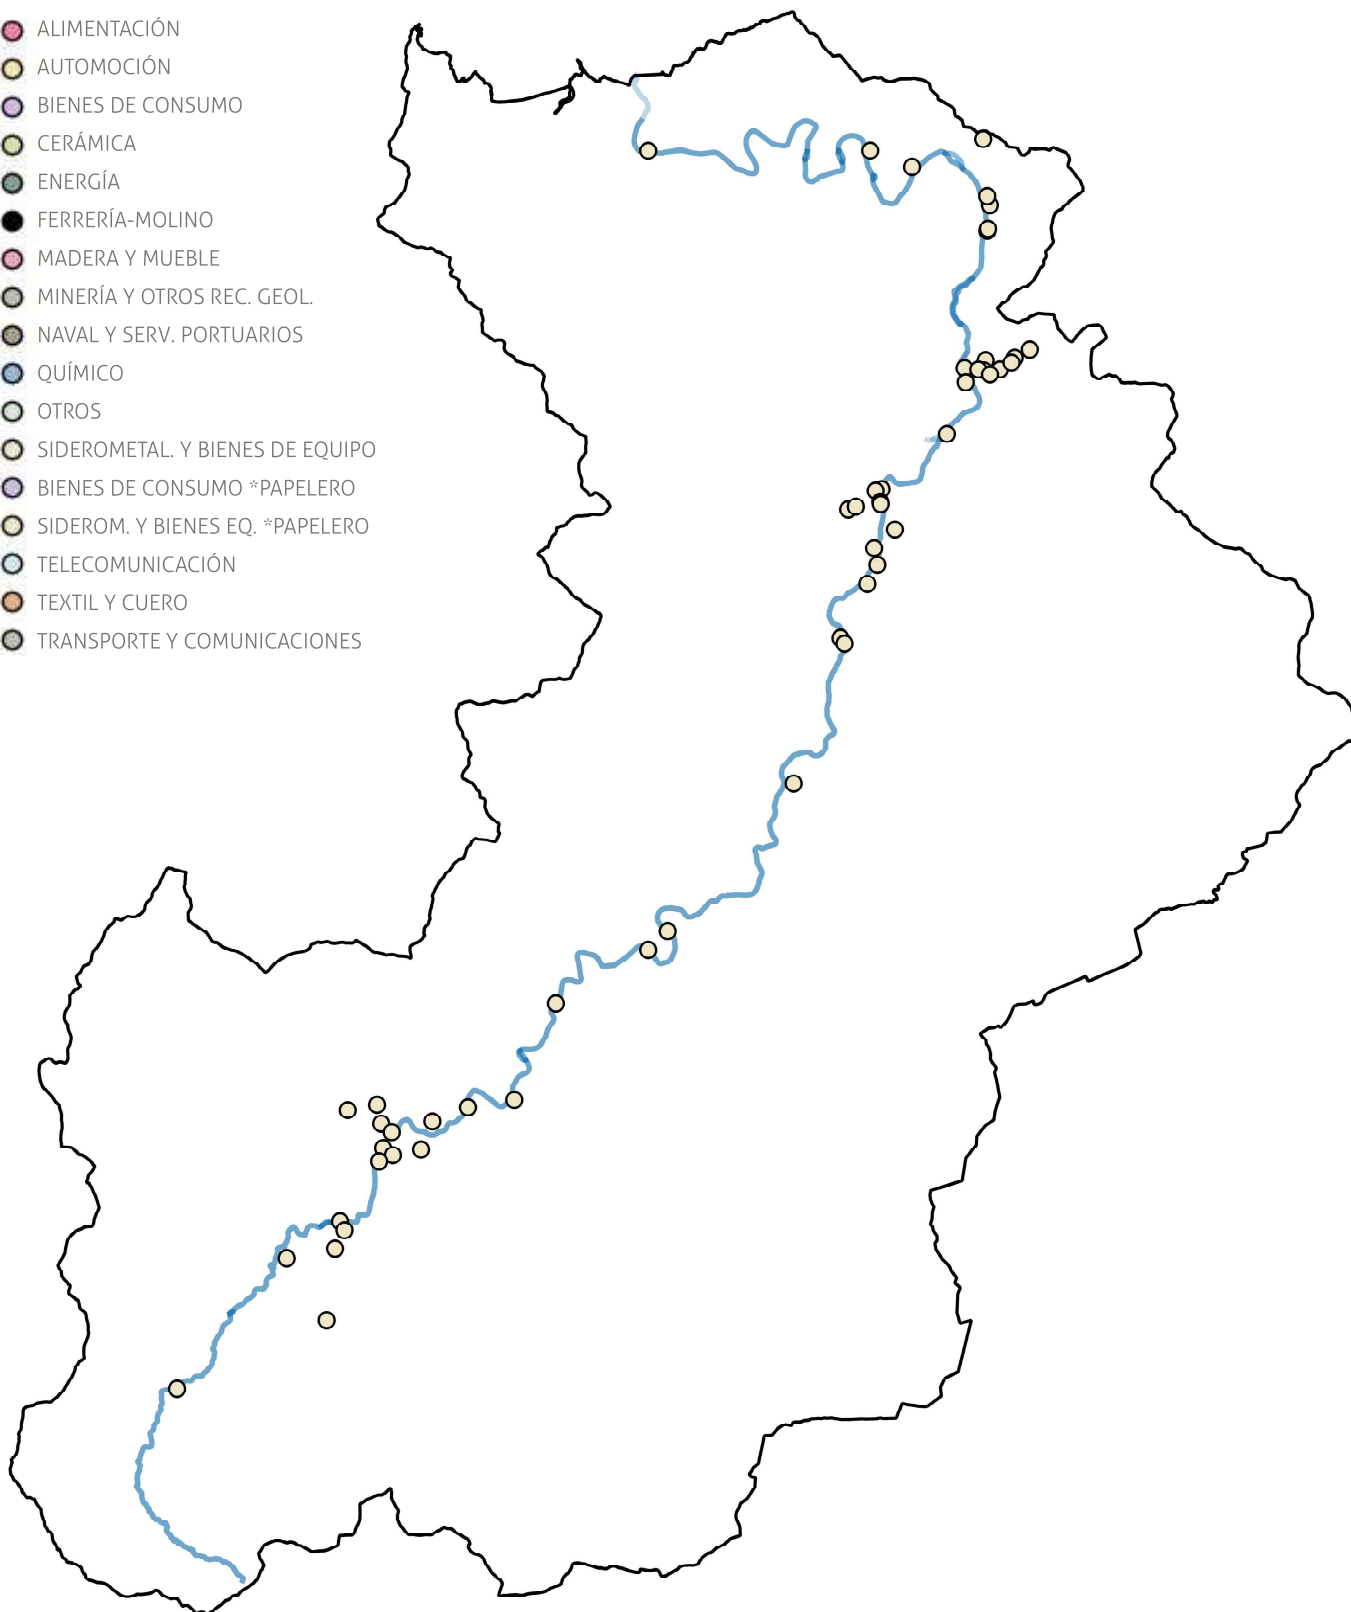 ALIMENTACIÓN
AUTOMOCIÓN
BIENES DE CONSUMO
CERÁMICA
ENERGÍA
FERRERÍA-MOLINO
MADERA Y MUEBLE
MINERÍA Y OTROS REC. GEOL.
NAVAL Y SERV. PORTUARIOS
QUÍMICO
OTROS
SIDEROMETAL. Y BIENES DE EQUIPO
BIENES DE CONSUMO *PAPELERO
SIDEROM. Y BIENES EQ. *PAPELERO
TELECOMUNICACIÓN
TEXTIL Y CUERO
TRANSPORTE Y COMUNICACIONES